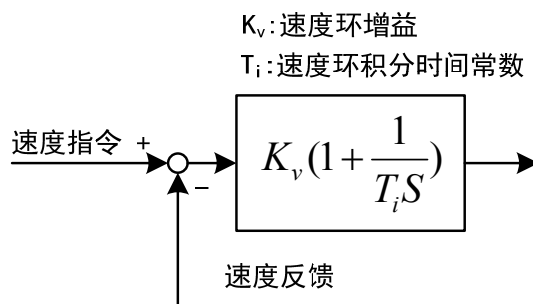 Kv:速度环增益
Ti:速度环积分时间常数
速度指令 +
−
Kv(1+1/TiS)
速度反馈